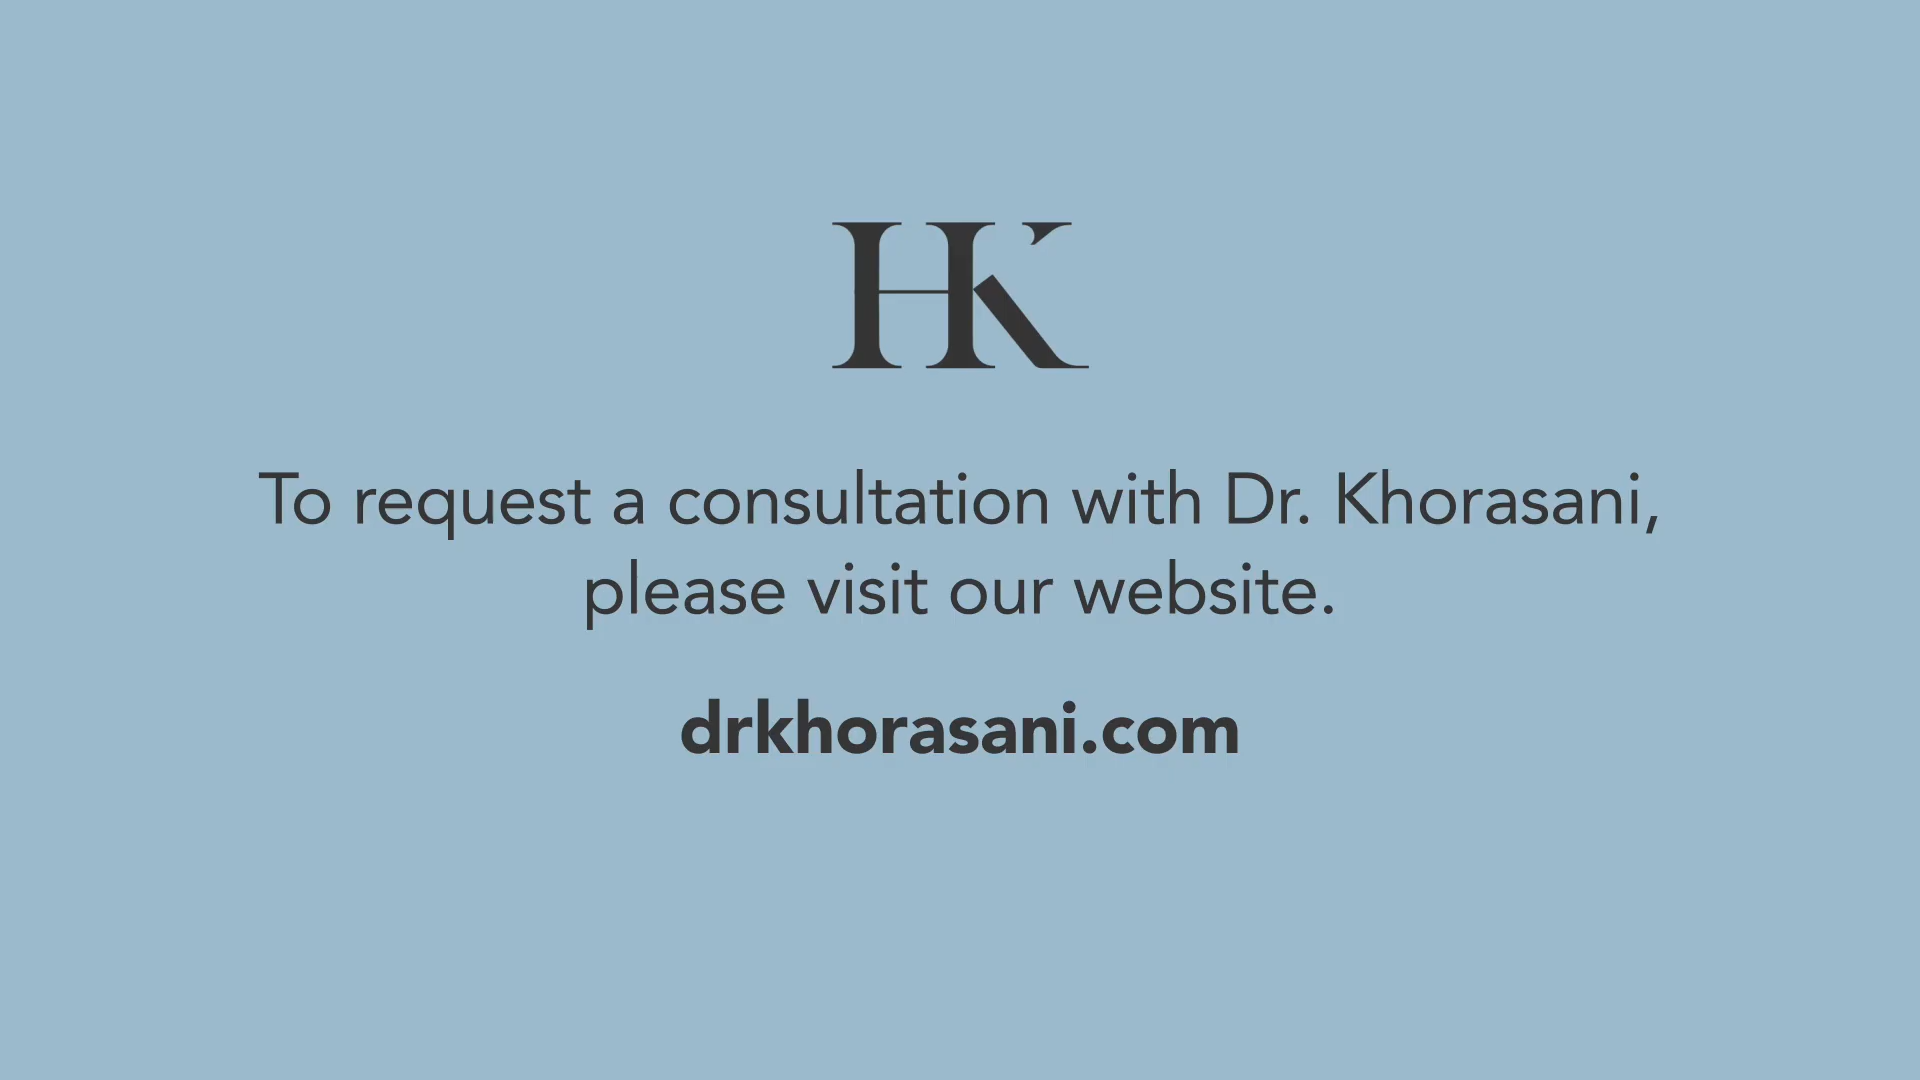 HK
To request a consultation with Dr. Khorasani,
please visit our website.
drkhorasani.com